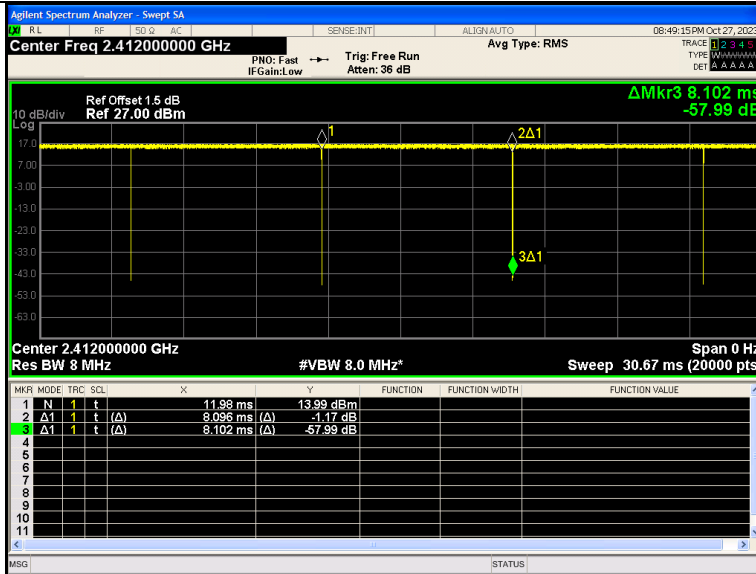 Agilent Spectrum Analyzer - Swept SA
LXI RL RF 50 Ω AC SENSE:INT ALIGN AUTO 08:49:15 PM Oct 27, 2023
Center Freq 2.412000000 GHz
Avg Type: RMS
TRACE 1 2 3 4 5
PNO: Fast
Trig: Free Run
TYPE
IFGain:Low
Atten: 36 dB
DET A A A A A
ΔMkr3 8.102 ms
-57.99 dB
Ref Offset 1.5 dB
10 dB/div Ref 27.00 dBm
Log
1
2Δ1
17.0
7.00
-3.00
-13.0
-23.0
-33.0
3Δ1
-43.0
-53.0
-63.0
Center 2.412000000 GHz Span 0 Hz
Res BW 8 MHz #VBW 8.0 MHz* Sweep 30.67 ms (20000 pts
MKR MODE TRC SCL X Y FUNCTION FUNCTION WIDTH FUNCTION VALUE
1 N 1 t 11.98 ms 13.99 dBm
2 Δ1 1 t (Δ) 8.096 ms (Δ) -1.17 dB
3 Δ1 1 t (Δ) 8.102 ms (Δ) -57.99 dB
4
5
6
7
8
9
10
11
MSG STATUS